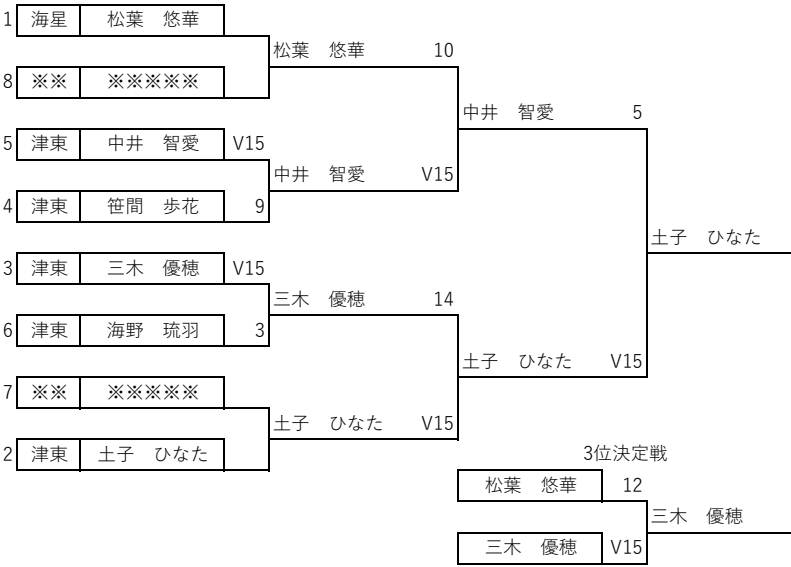 1 海星 松葉　悠華
松葉　悠華 10
8 ※※ ※※※※※
中井　智愛 5
5 津東 中井　智愛 V15
中井　智愛 V15
4 津東 笹間　歩花 9
土子　ひなた
3 津東 三木　優穂 V15
三木　優穂 14
6 津東 海野　琉羽 3
土子　ひなた V15
7 ※※ ※※※※※
土子　ひなた V15
2 津東 土子　ひなた
3位決定戦
松葉　悠華 12
三木　優穂
三木　優穂 V15